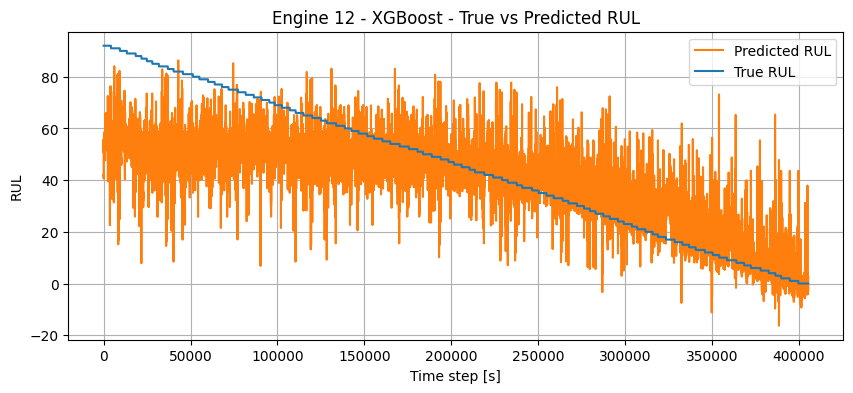 Engine 12 - XGBoost - True vs Predicted RUL
Predicted RUL
True RUL
RUL
80
60
40
20
0
−20
0 50000 100000 150000 200000 250000 300000 350000 400000
Time step [s]